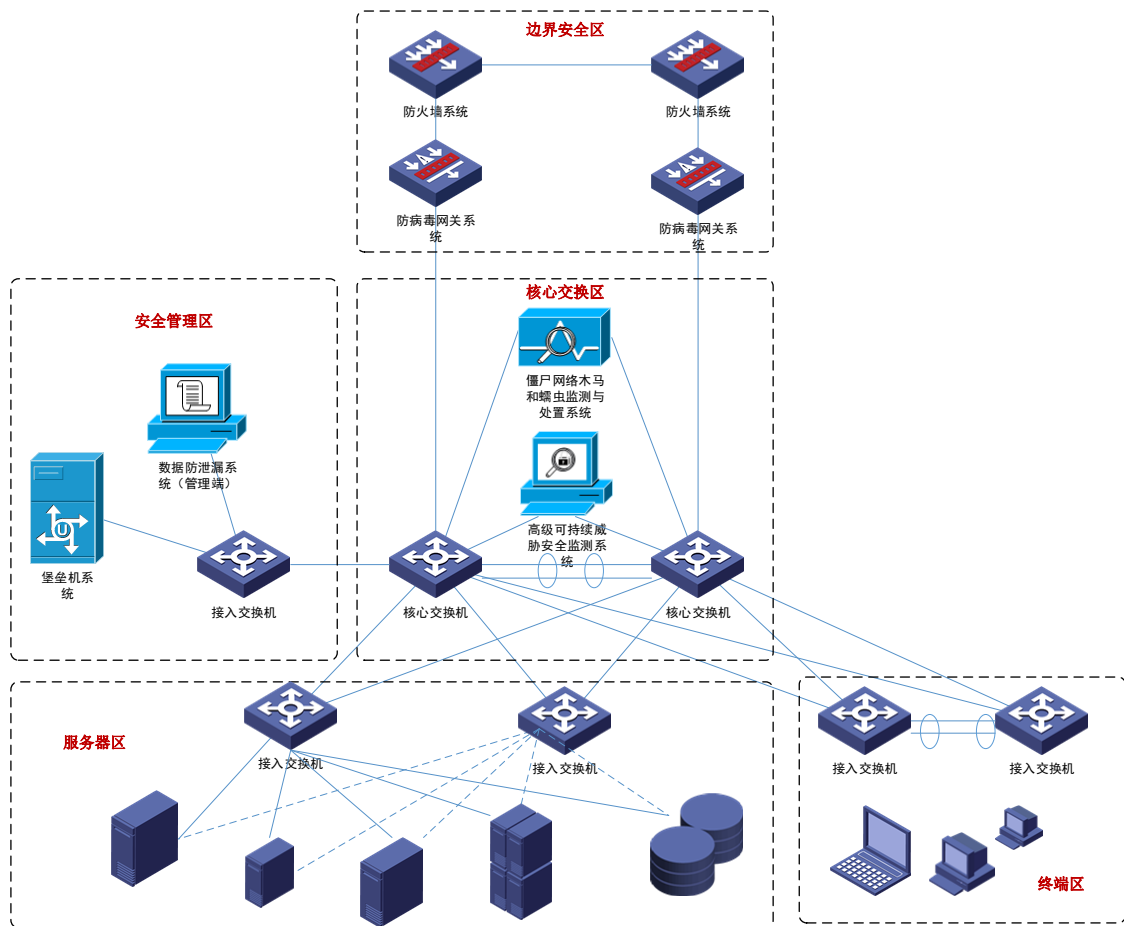 边界安全区
防火墙系统
防火墙系统
防病毒网关系
统
防病毒网关系
统
核心交换区
僵尸网络木马
和蠕虫监测与
处置系统
高级可持续威
胁安全监测系
统
核心交换机
核心交换机
安全管理区
数据防泄漏系
统（管理端）
U
堡垒机系
统
接入交换机
服务器区
接入交换机
接入交换机
接入交换机
接入交换机
终端区